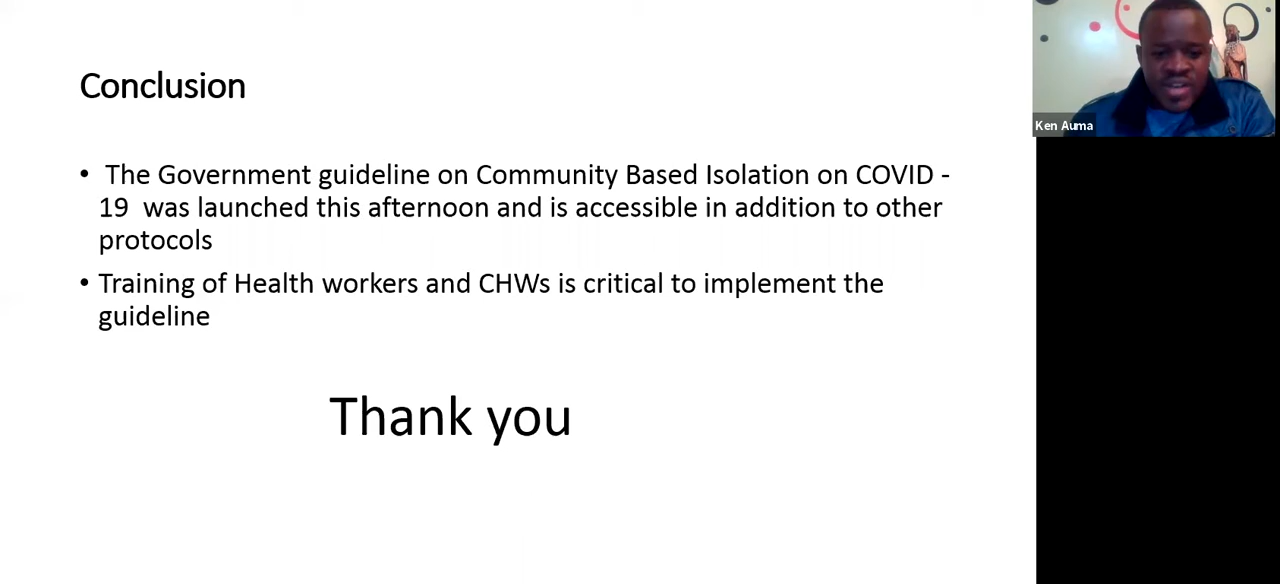 Conclusion
• The Government guideline on Community Based Isolation on COVID -
19 was launched this afternoon and is accessible in addition to other
protocols
• Training of Health workers and CHWs is critical to implement the
guideline
Thank you
Ken Auma